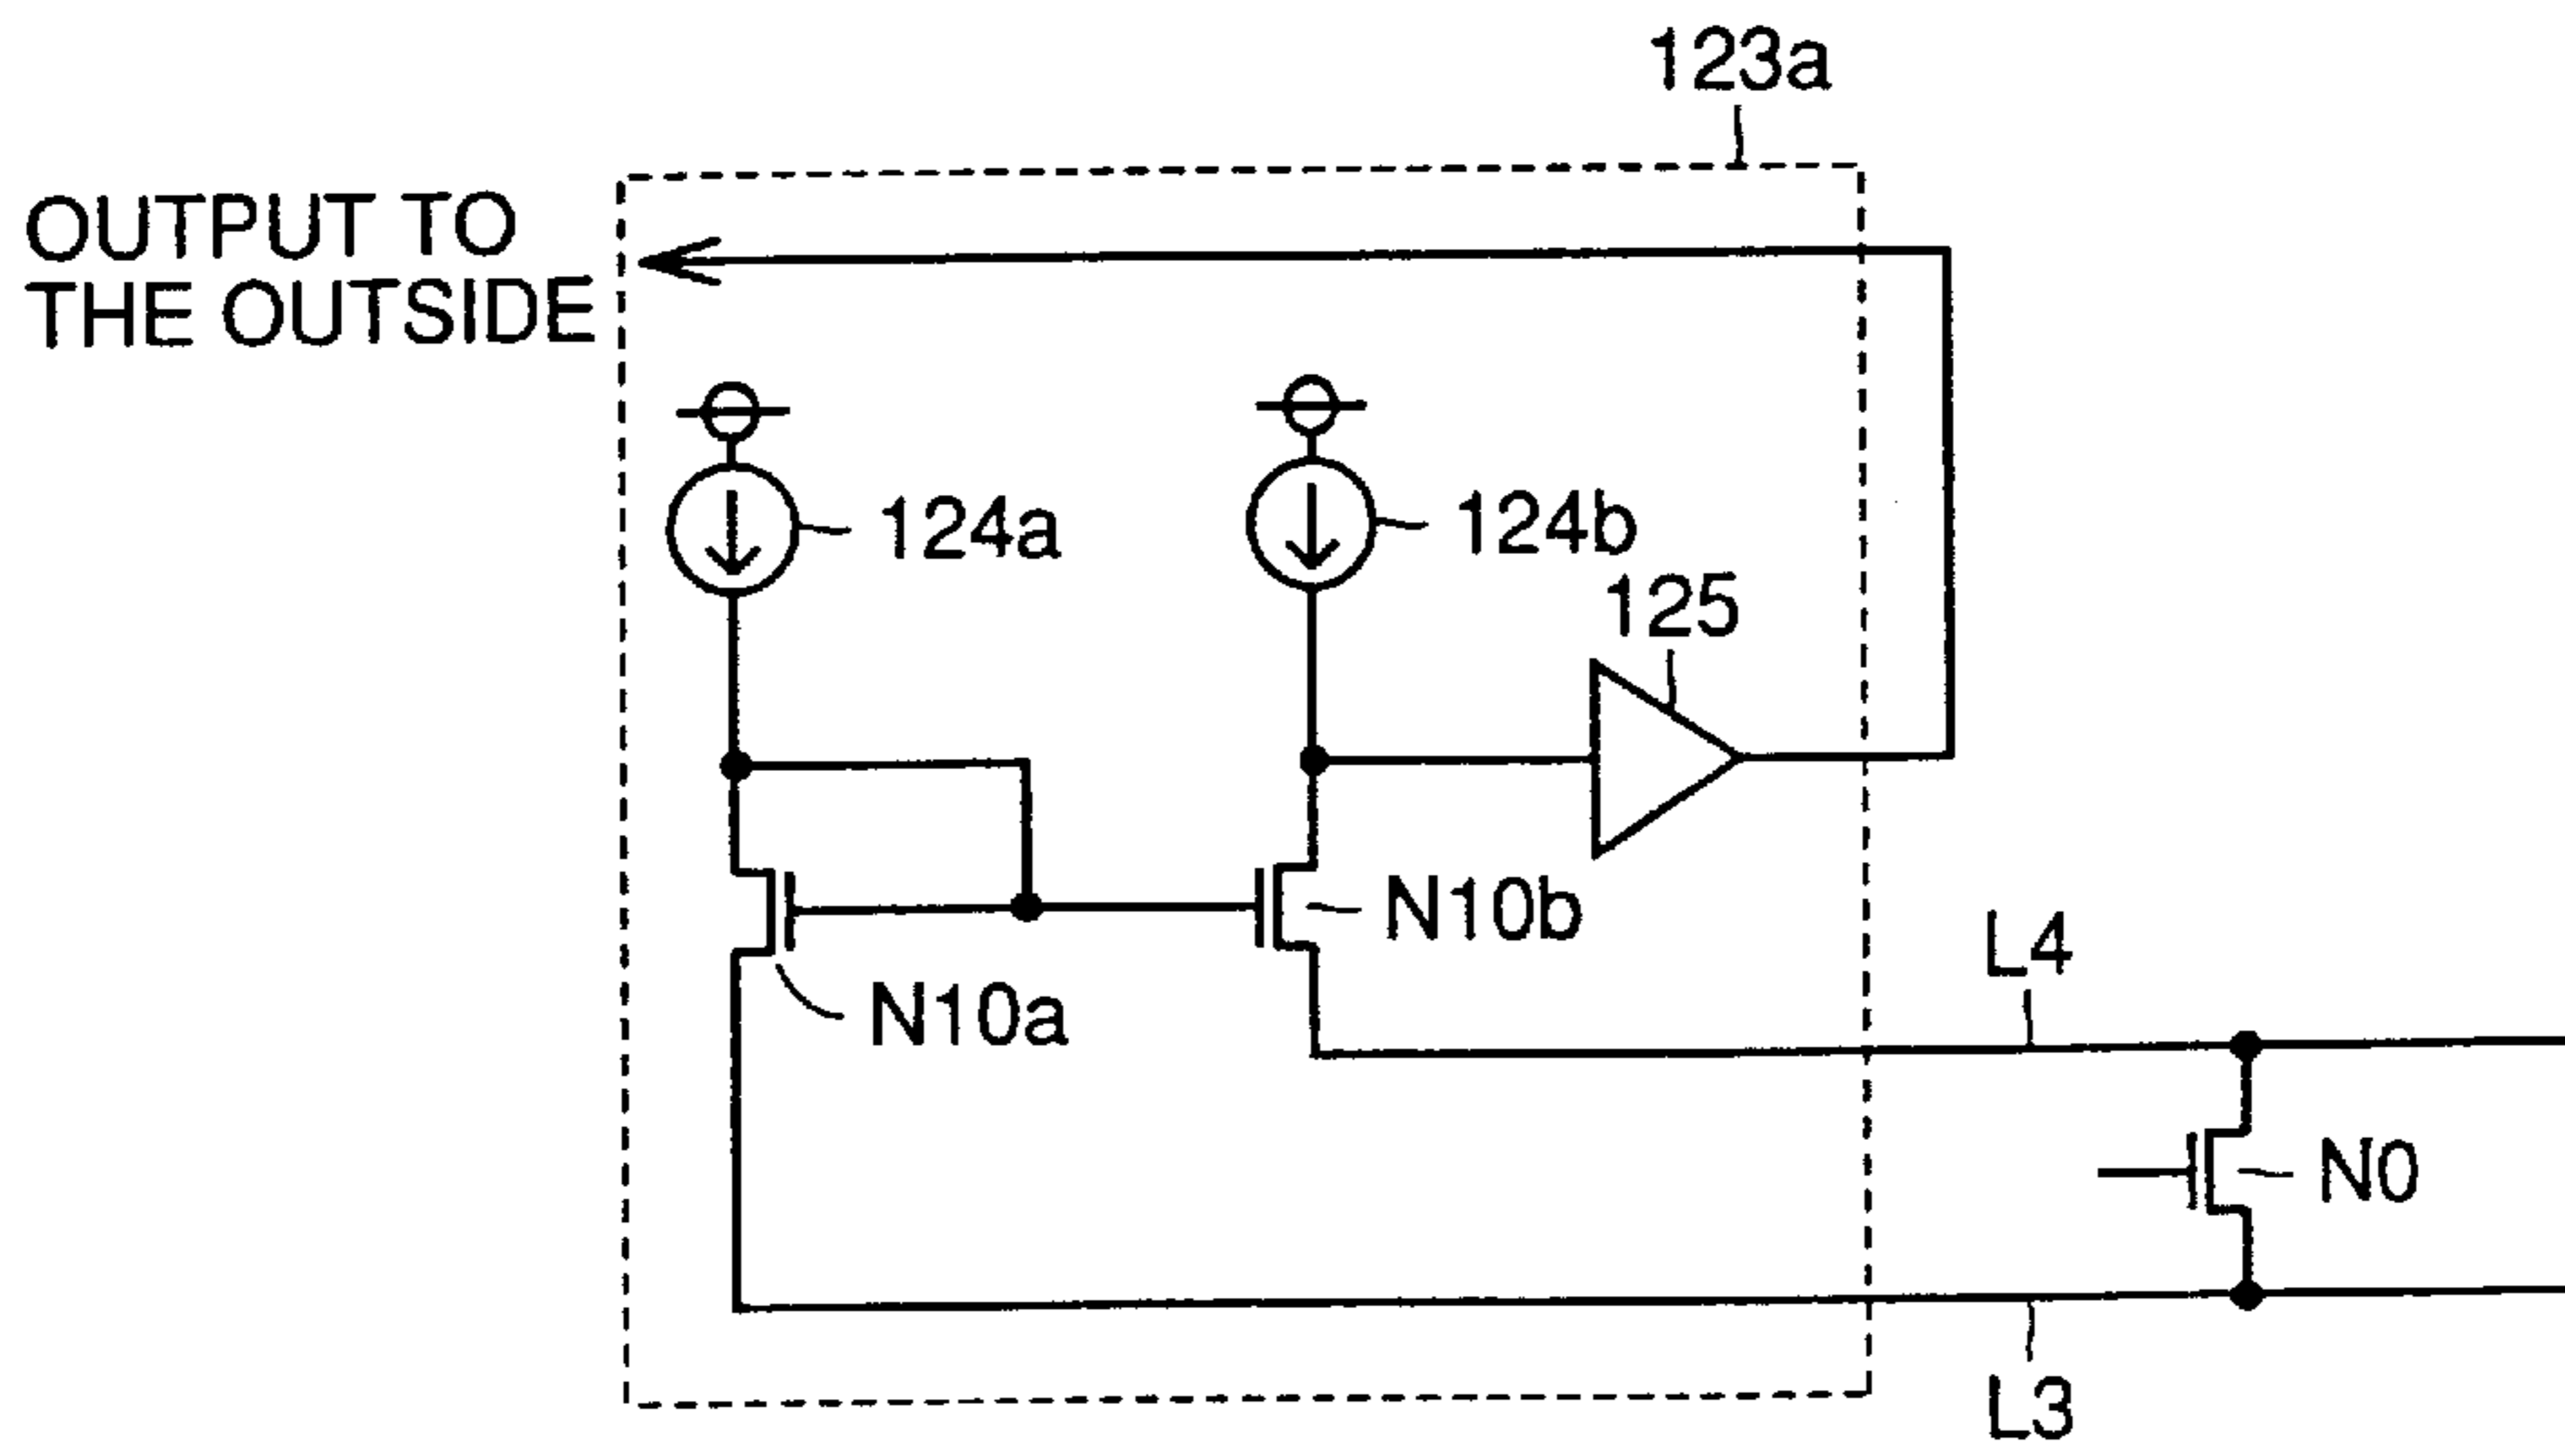 123a
OUTPUT TO
THE OUTSIDE
124a
124b
125
N10b
N10a
L4
N0
L3